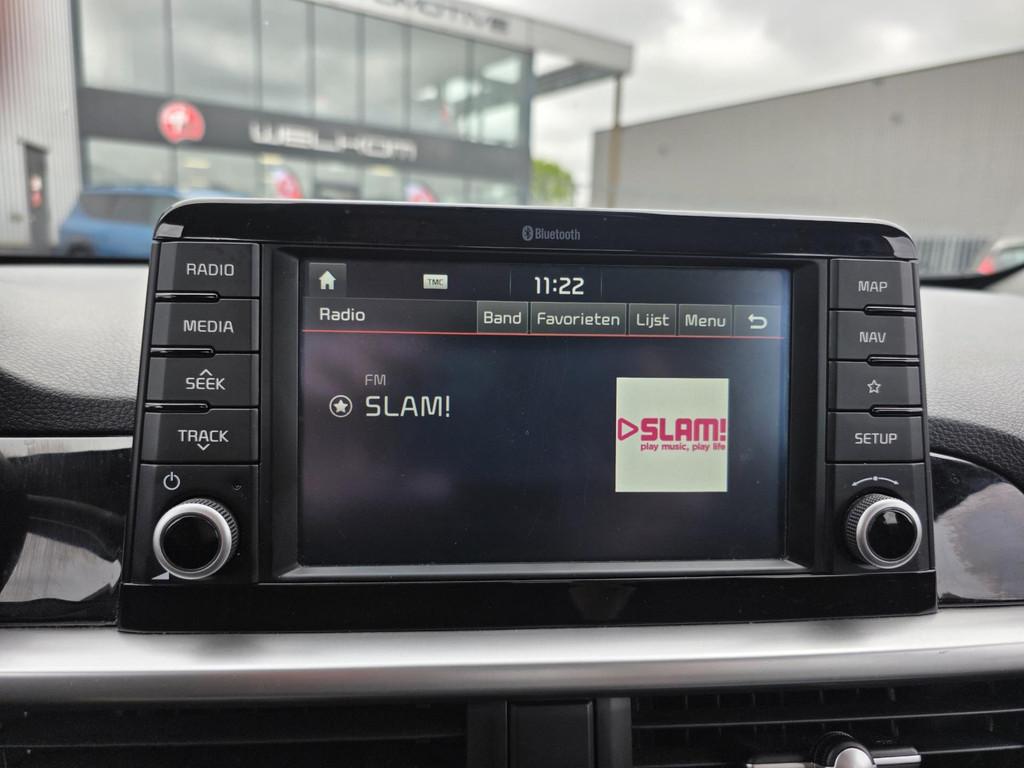 WELKOM
Bluetooth
RADIO
MEDIA
SEEK
TRACK
TMC
11:22
Radio
Band
Favorieten
Lijst
Menu
FM
SLAM!
SLAM!
play music, play life
MAP
NAV
SETUP